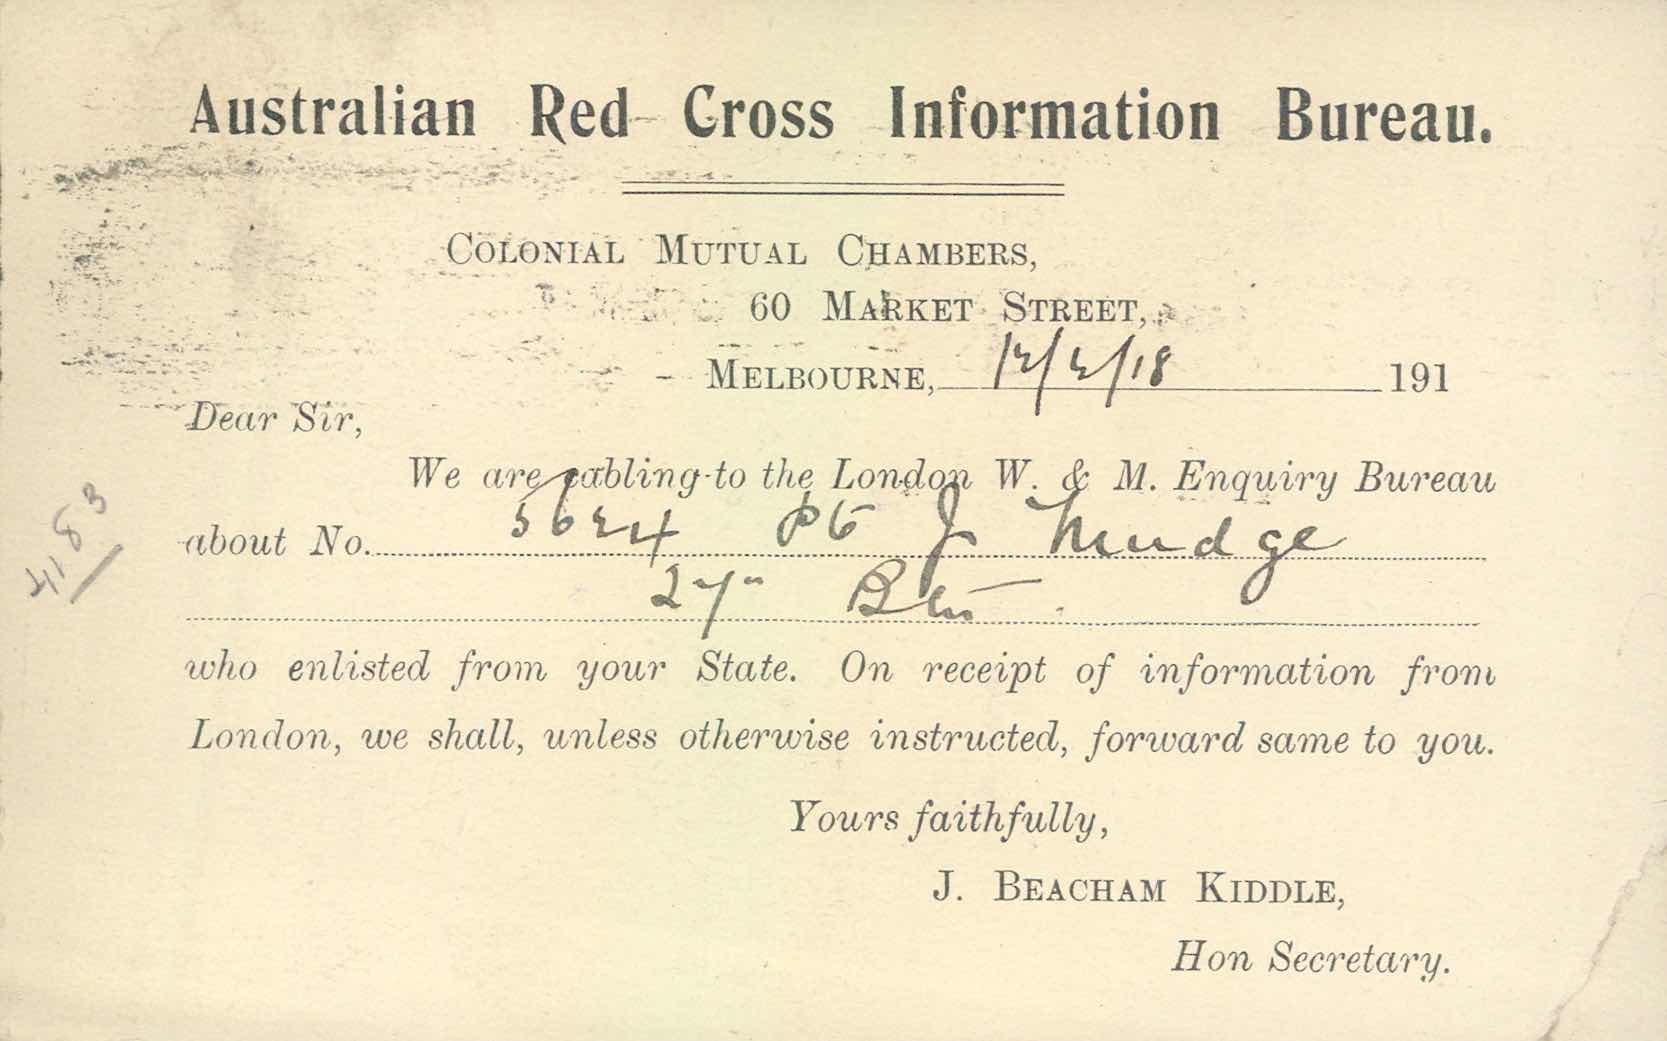 Australian Red Cross Information Bureau.
COLONIAL MUTUAL CHAMBERS,
60 MARKET STREET,
MELBOURNE, 12/2/18 191
Dear Sir,
We are cabling to the London W. & M. Enquiry Bureau
about No. 5624 Pte J Mudge
27" Btn
who enlisted from your State. On receipt of information from
London, we shall, unless otherwise instructed, forward same to you.
Yours faithfully,
J. BEACHAM KIDDLE,
Hon Secretary.
4183